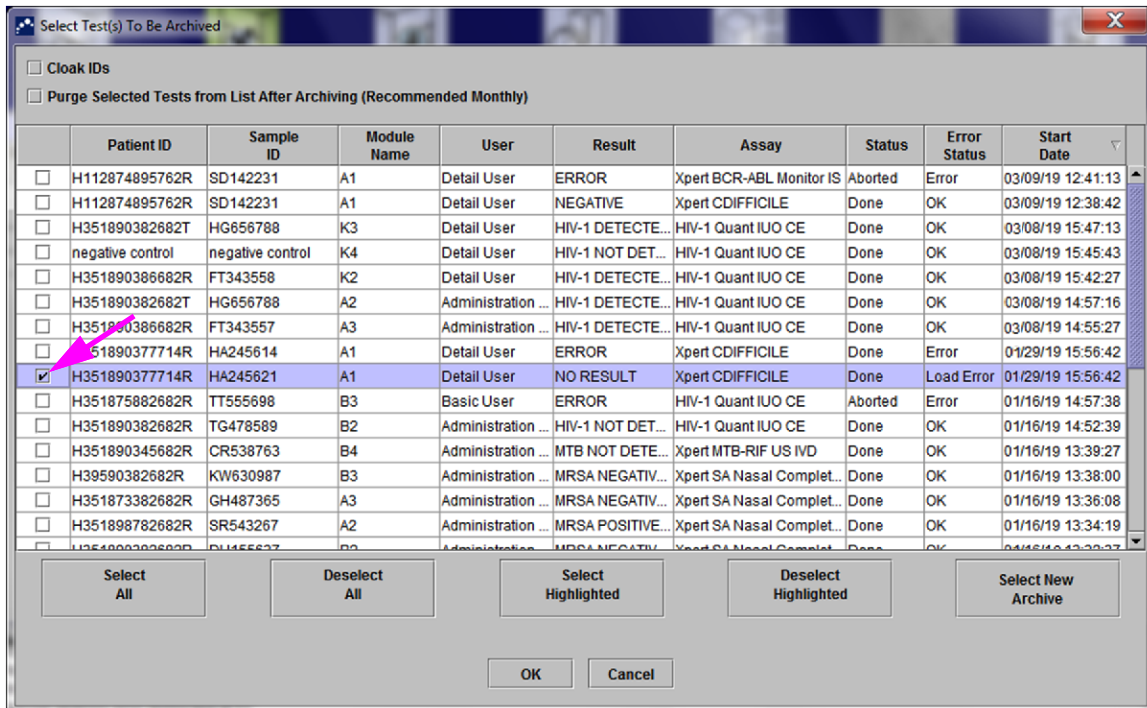 Select Test(s) To Be Archived
Cloak IDs
Purge Selected Tests from List After Archiving (Recommended Monthly)
Patient ID Sample ID Module Name User Result Assay Status Error Status Start Date
H112874895762R SD142231 A1 Detail User ERROR Xpert BCR-ABL Monitor IS Aborted Error 03/09/19 12:41:13
H112874895762R SD142231 A1 Detail User NEGATIVE Xpert CDIFFICILE Done OK 03/09/19 12:38:42
H351890382682T HG656788 K3 Detail User HIV-1 DETECTE... HIV-1 Quant IUO CE Done OK 03/08/19 15:47:13
negative control negative control K4 Detail User HIV-1 NOT DET... HIV-1 Quant IUO CE Done OK 03/08/19 15:45:43
H351890386682R FT343558 K2 Detail User HIV-1 DETECTE... HIV-1 Quant IUO CE Done OK 03/08/19 15:42:27
H351890382682T HG656788 A2 Administration ... HIV-1 DETECTE... HIV-1 Quant IUO CE Done OK 03/08/19 14:57:16
H351890386682R FT343557 A3 Administration ... HIV-1 DETECTE... HIV-1 Quant IUO CE Done OK 03/08/19 14:55:27
51890377714R HA245614 A1 Detail User ERROR Xpert CDIFFICILE Done Error 01/29/19 15:56:42
H351890377714R HA245621 A1 Detail User NO RESULT Xpert CDIFFICILE Done Load Error 01/29/19 15:56:42
H351875882682R TT555698 B3 Basic User ERROR HIV-1 Quant IUO CE Aborted Error 01/16/19 14:57:38
H351890382682R TG478589 B2 Administration ... HIV-1 NOT DET... HIV-1 Quant IUO CE Done OK 01/16/19 14:52:39
H351890345682R CR538763 B4 Administration ... MTB NOT DETE... Xpert MTB-RIF US IVD Done OK 01/16/19 13:39:27
H39590382682R KW630987 B3 Administration ... MRSA NEGATIV... Xpert SA Nasal Complet... Done OK 01/16/19 13:38:00
H351873382682R GH487365 A3 Administration ... MRSA NEGATIV... Xpert SA Nasal Complet... Done OK 01/16/19 13:36:08
H351898782682R SR543267 A2 Administration ... MRSA POSITIVE... Xpert SA Nasal Complet... Done OK 01/16/19 13:34:19
Select All Deselect All Select Highlighted Deselect Highlighted Select New Archive
OK Cancel